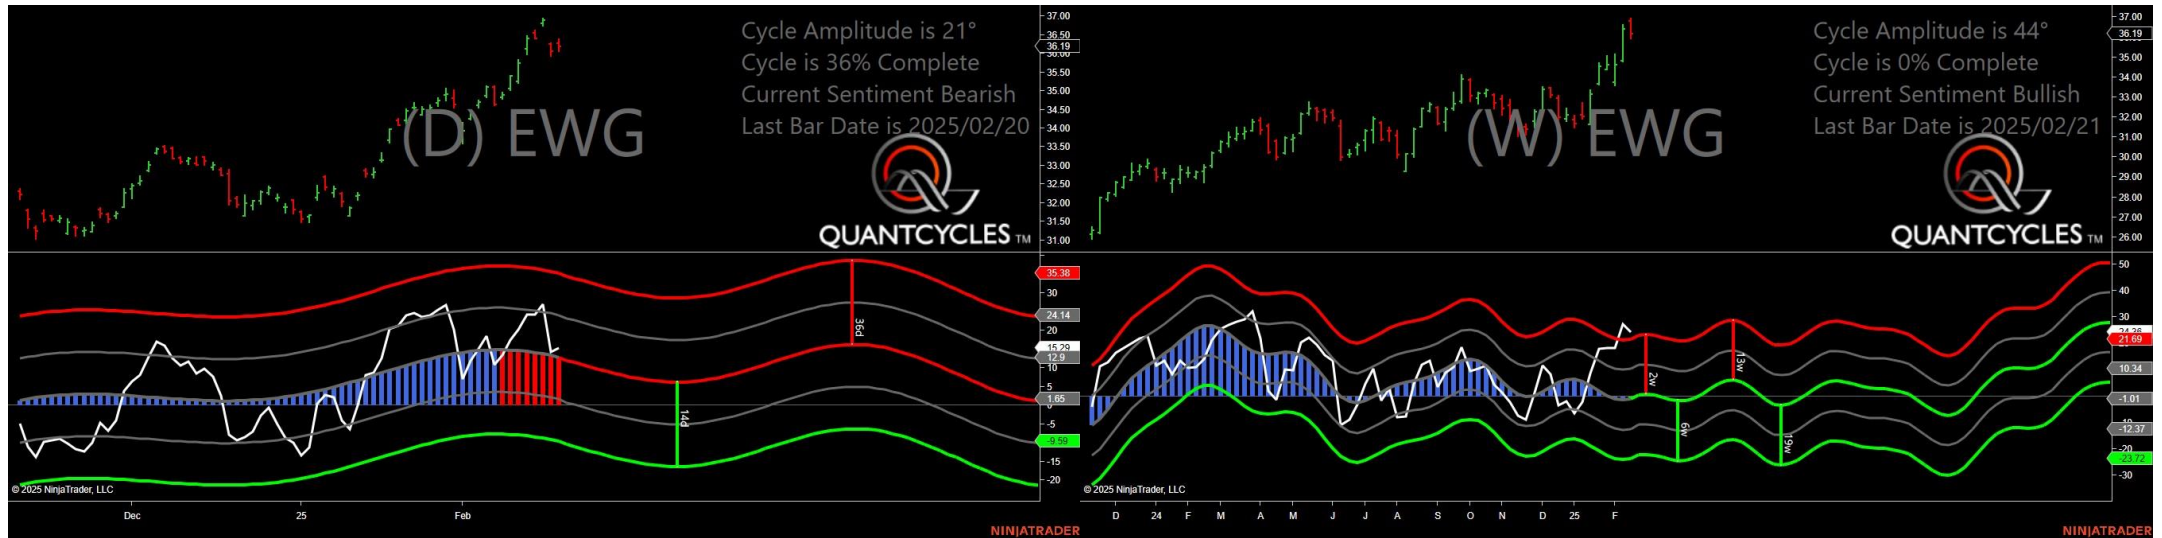 Cycle Amplitude is 21°
Cycle is 36% Complete
Current Sentiment Bearish
Last Bar Date is 2025/02/20
(D) EWG
QUANTCYCLES TM
37.00
36.50
36.19
36.00
35.50
35.00
34.50
34.00
33.50
33.00
32.50
32.00
31.50
31.00
35.38
30
24.14
20
15.29
12.9
10
5
1.65
0
-5
-9.59
-15
-20
14d
36d
© 2025 NinjaTrader, LLC
Dec
25
Feb
NINJATRADER
Cycle Amplitude is 44°
Cycle is 0% Complete
Current Sentiment Bullish
Last Bar Date is 2025/02/21
(W) EWG
QUANTCYCLES TM
37.00
36.19
35.00
34.00
33.00
32.00
31.00
30.00
29.00
28.00
27.00
26.00
50
40
30
21.69
10.34
-1.01
-12.37
-20
-23.72
-30
2w
6w
13w
19w
© 2025 NinjaTrader, LLC
D
24
F
M
A
M
J
J
A
S
O
N
D
25
F
NINJATRADER